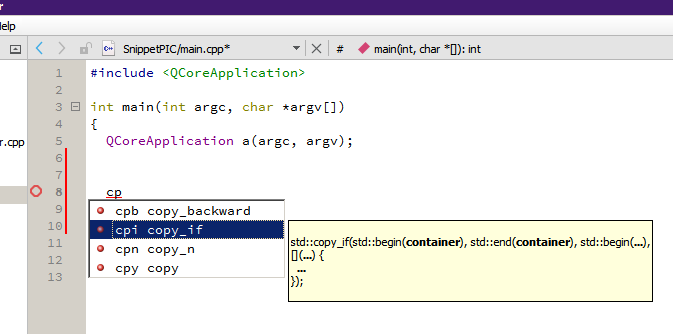 Help
SnippetPIC/main.cpp*
#
main(int, char *[]): int
1 #include <QCoreApplication>
2
3 int main(int argc, char *argv[])
4 {
r.cpp
5 QCoreApplication a(argc, argv);
6
7
8 cp
9 cpb copy_backward
10 cpi copy_if
11 cpn copy_n
12 cpy copy
13
std::copy_if(std::begin(container), std::end(container), std::begin(...),
[](...) {
...
});